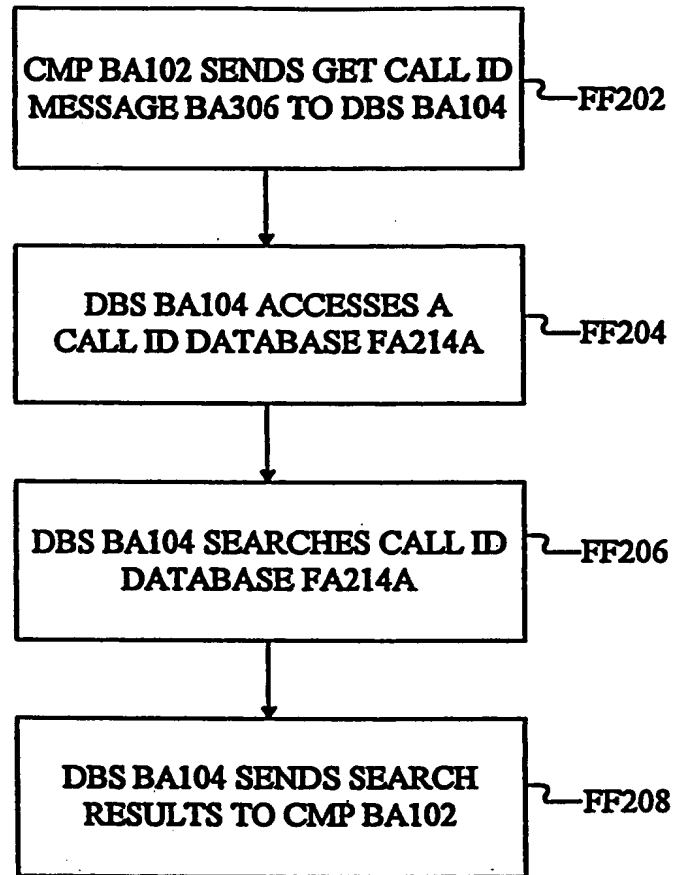 CMP BA102 SENDS GET CALL ID
MESSAGE BA306 TO DBS BA104
FF202
DBS BA104 ACCESSES A
CALL ID DATABASE FA214A
FF204
DBS BA104 SEARCHES CALL ID
DATABASE FA214A
FF206
DBS BA104 SENDS SEARCH
RESULTS TO CMP BA102
FF208